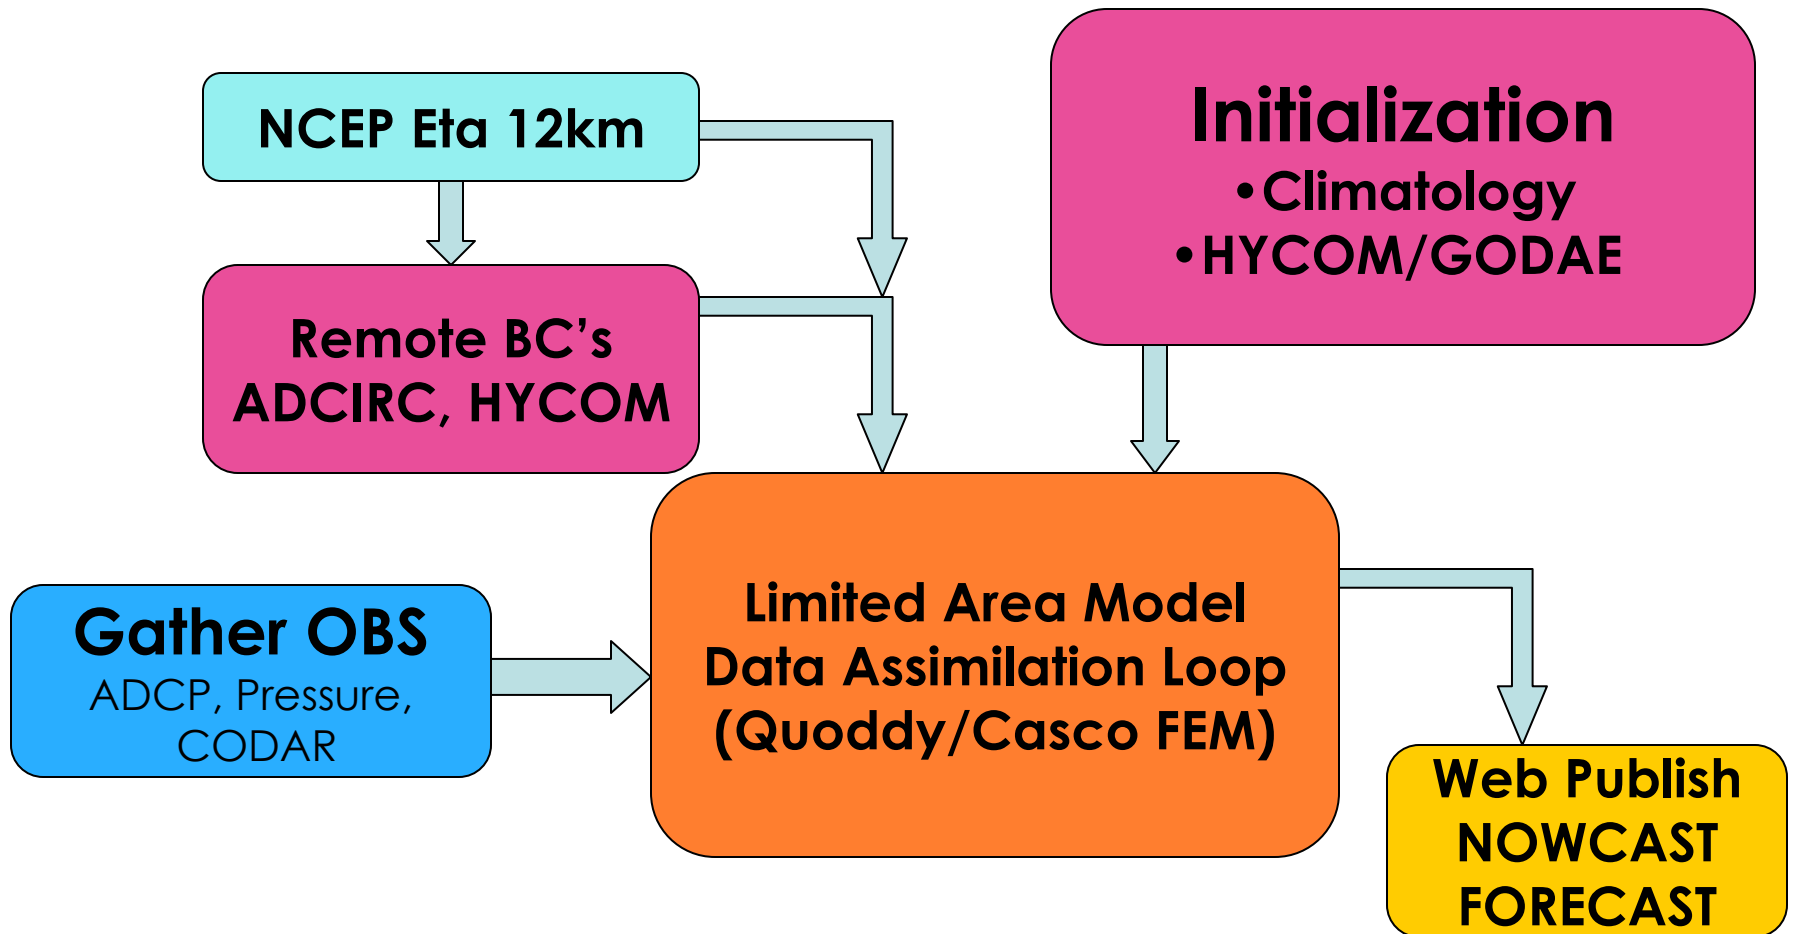 NCEP Eta 12km
Initialization
•Climatology
•HYCOM/GODAE
Remote BC’s
ADCIRC, HYCOM
Gather OBS
ADCP, Pressure,
CODAR
Limited Area Model
Data Assimilation Loop
(Quoddy/Casco FEM)
Web Publish
NOWCAST
FORECAST